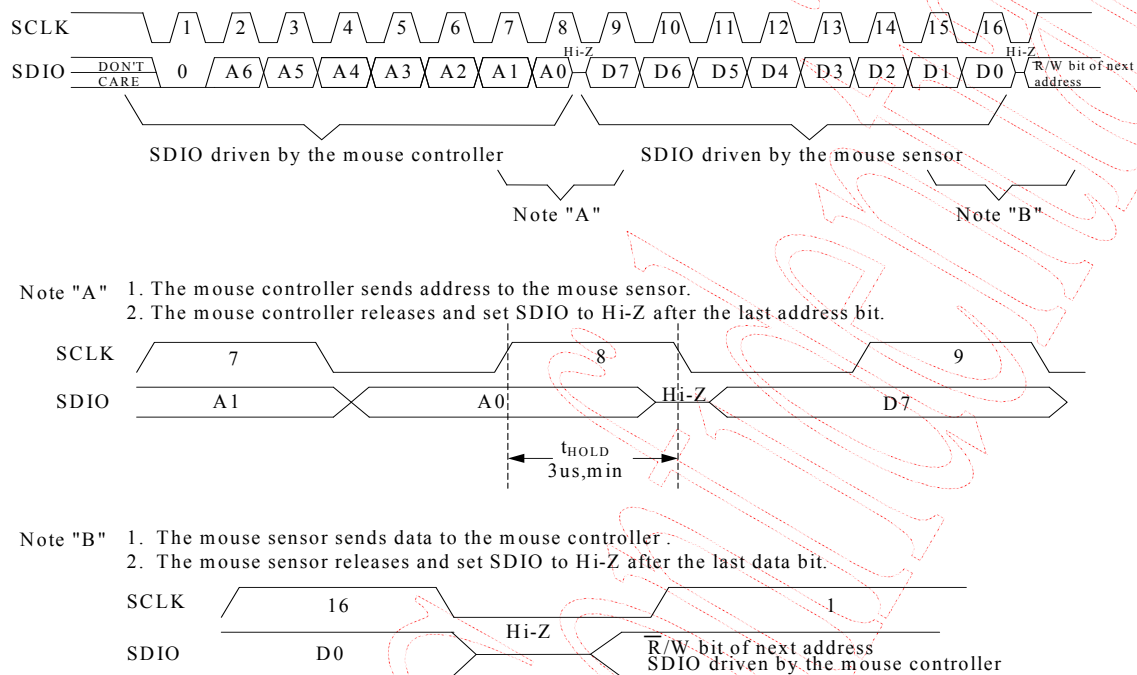 SCLK 1 2 3 4 5 6 7 8 9 10 11 12 13 14 15 16
Hi-Z Hi-Z
SDIO DON'T CARE 0 A6 A5 A4 A3 A2 A1 A0 D7 D6 D5 D4 D3 D2 D1 D0 R/W bit of next address
SDIO driven by the mouse controller SDIO driven by the mouse sensor
Note "A" Note "B"
Note "A" 1. The mouse controller sends address to the mouse sensor.
2. The mouse controller releases and set SDIO to Hi-Z after the last address bit.
SCLK 7 8 9
SDIO A1 A0 Hi-Z D7
tHOLD
3us,min
Note "B" 1. The mouse sensor sends data to the mouse controller .
2. The mouse sensor releases and set SDIO to Hi-Z after the last data bit.
SCLK 16 1
Hi-Z
SDIO D0 R/W bit of next address
SDIO driven by the mouse controller